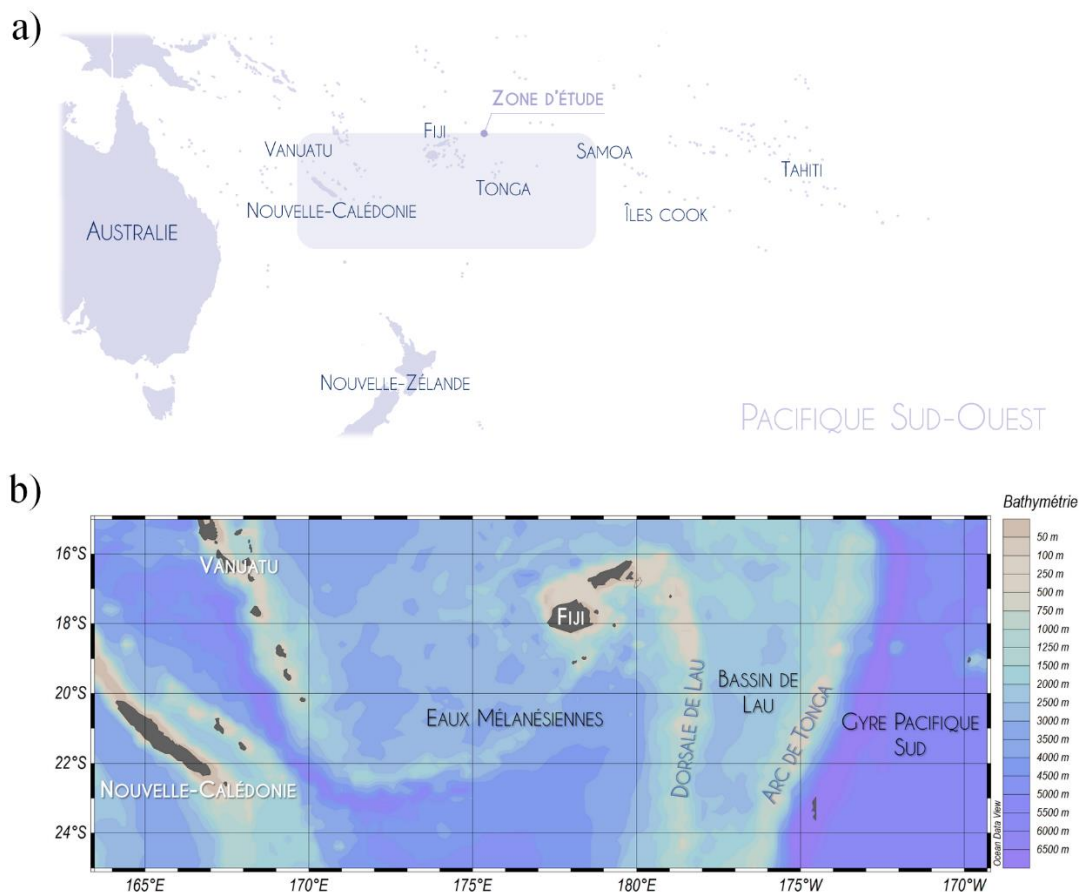 a)
ZONE D'ÉTUDE
FIJI
VANUATU
SAMOA
TAHITI
TONGA
NOUVELLE-CALÉDONIE
ÎLES COOK
AUSTRALIE
NOUVELLE-ZÉLANDE
PACIFIQUE SUD-OUEST
b)
Bathymétrie
16°S
18°S
20°S
22°S
24°S
VANUATU
FIJI
EAUX MÉLANÉSIENNES
DORSALE DE LAU
BASSIN DE
LAU
ARC DE TONGA
GYRE PACIFIQUE
SUD
NOUVELLE-CALÉDONIE
50 m
100 m
250 m
500 m
750 m
1000 m
1250 m
1500 m
2000 m
2500 m
3000 m
3500 m
4000 m
4500 m
5000 m
5500 m
6000 m
6500 m
Ocean Data View
165°E
170°E
175°E
180°E
175°W
170°W